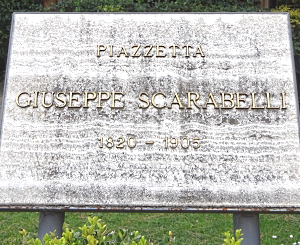 PIAZZETTA
GIUSEPPE SCARABELLI
1820 - 1905